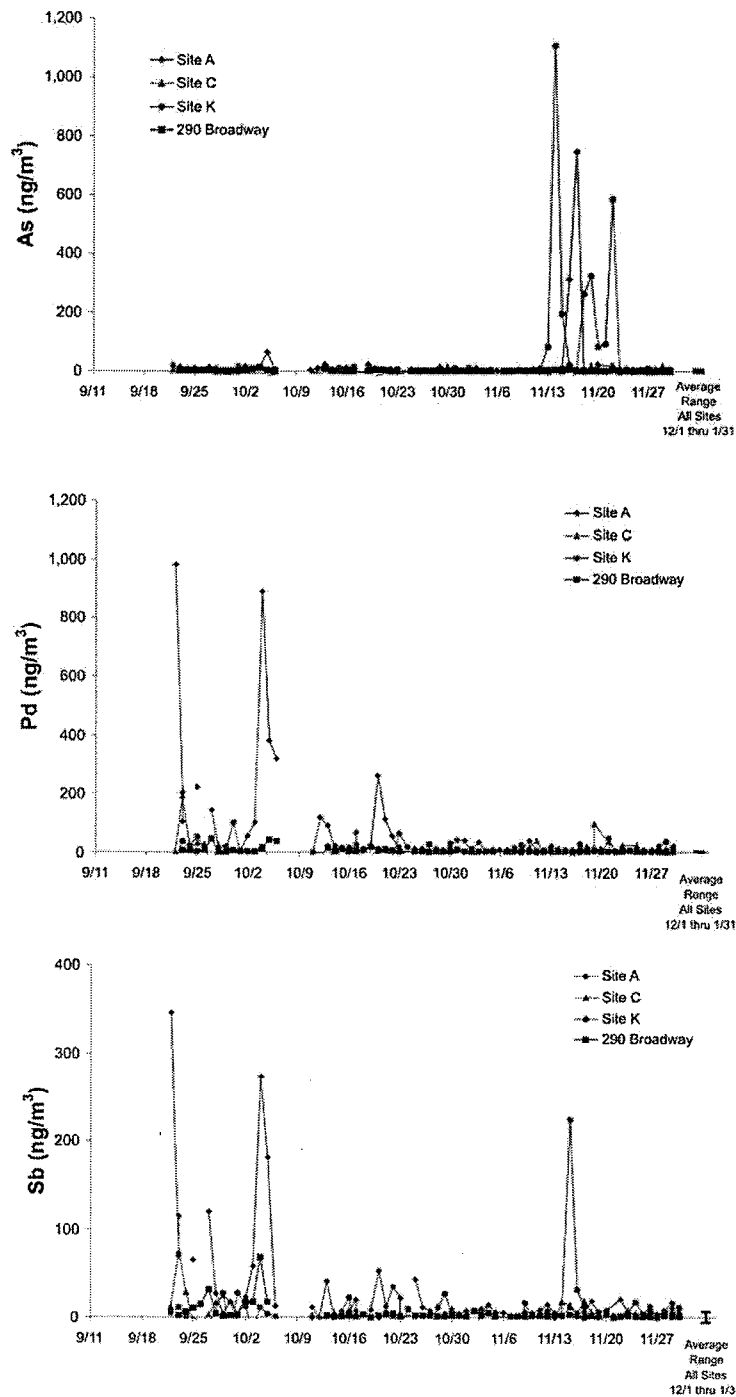 1,200
1,000
800
600
400
200
0
As (ng/m³)
Site A
Site C
Site K
290 Broadway
9/11 9/18 9/25 10/2 10/9 10/16 10/23 10/30 11/6 11/13 11/20 11/27
Average
Range
All Sites
12/1 thru 1/31
1,200
1,000
800
600
400
200
0
Pd (ng/m³)
Site A
Site C
Site K
290 Broadway
9/11 9/18 9/25 10/2 10/9 10/16 10/23 10/30 11/6 11/13 11/20 11/27
Average
Range
All Sites
12/1 thru 1/31
400
300
200
100
0
Sb (ng/m³)
Site A
Site C
Site K
290 Broadway
9/11 9/18 9/25 10/2 10/9 10/16 10/23 10/30 11/6 11/13 11/20 11/27
Average
Range
All Sites
12/1 thru 1/31